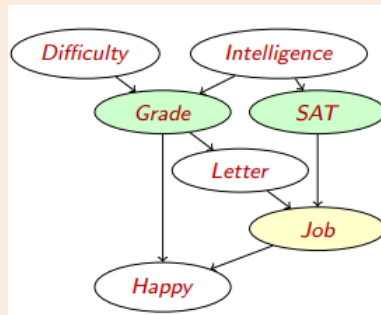 Difficulty
Intelligence
Grade
SAT
Letter
Job
Happy